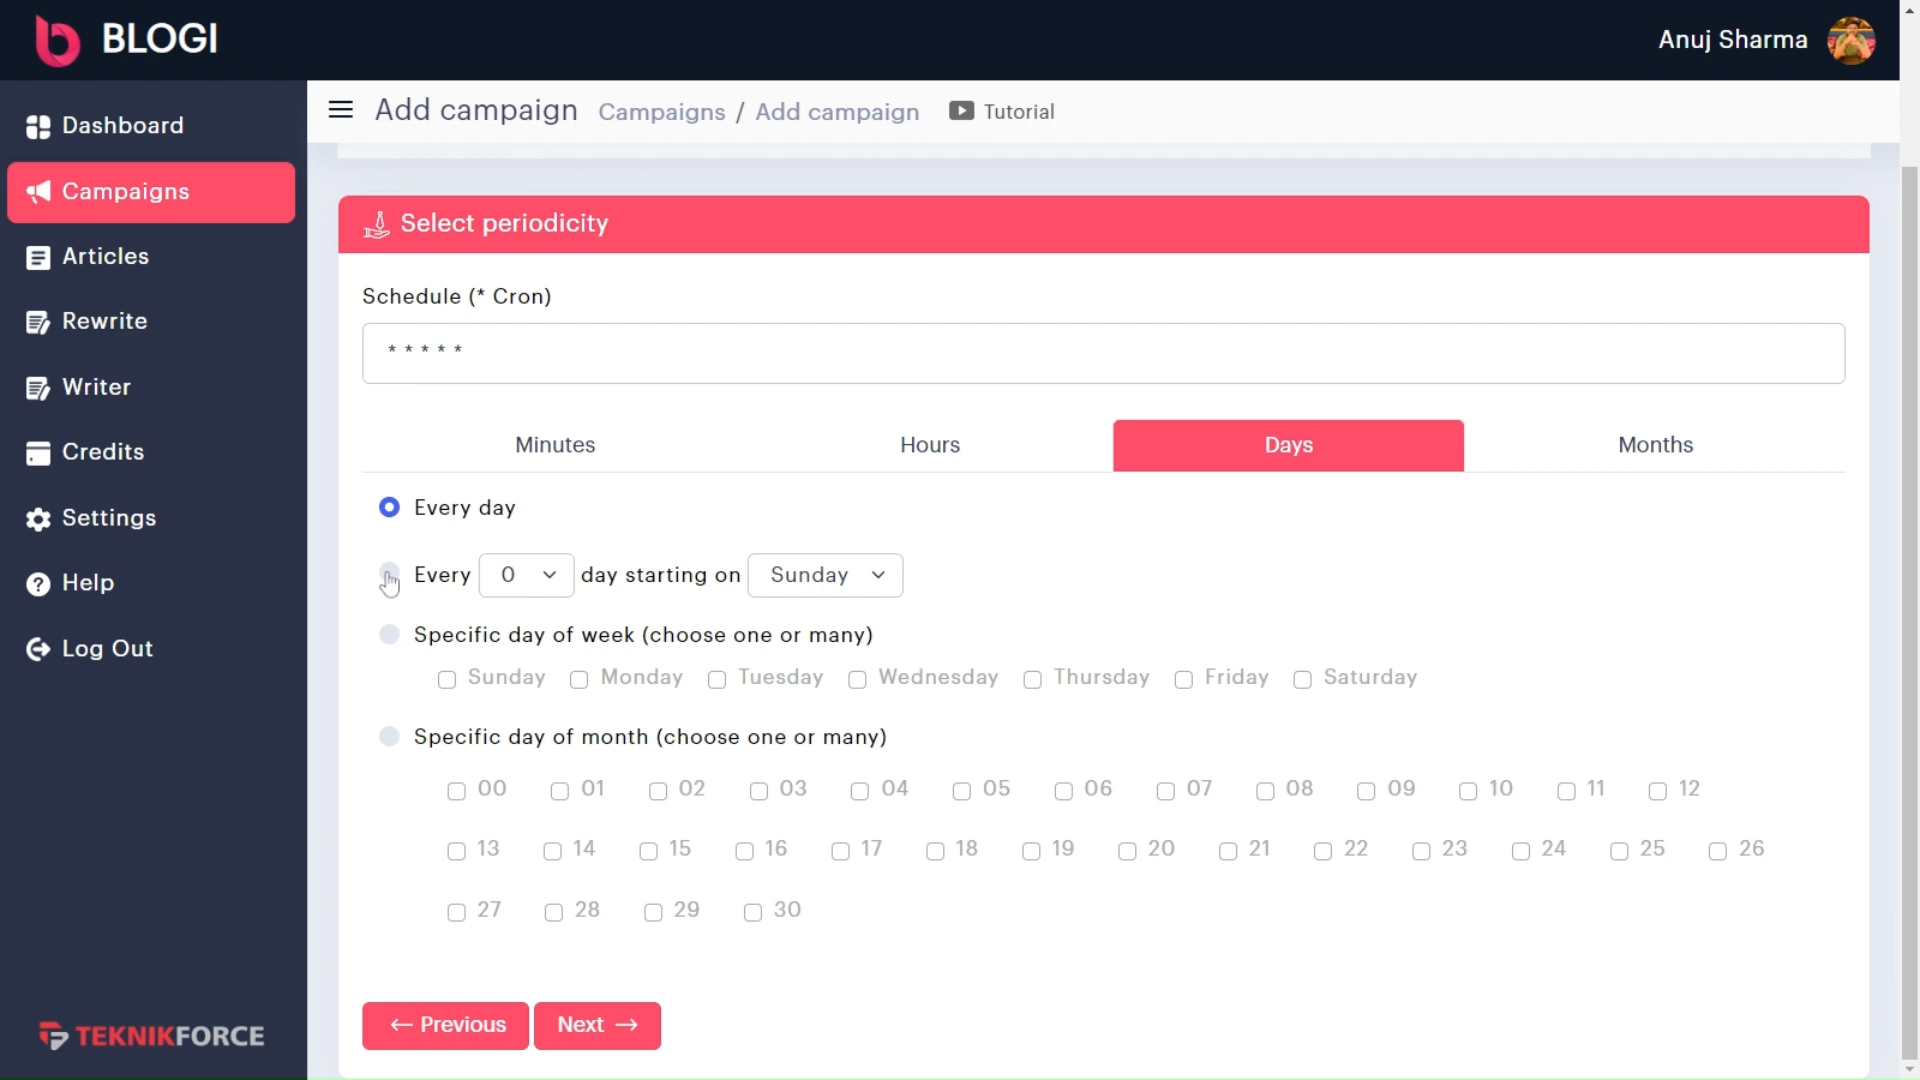 BLOGI
Anuj Sharma
Dashboard
Campaigns
Articles
Rewrite
Writer
Credits
Settings
Help
Log Out
TEKNIKFORCE
Add campaign Campaigns / Add campaign Tutorial
Select periodicity
Schedule (* Cron)
* * * * *
Minutes Hours Days Months
Every day
Every 0 day starting on Sunday
Specific day of week (choose one or many)
Sunday Monday Tuesday Wednesday Thursday Friday Saturday
Specific day of month (choose one or many)
00 01 02 03 04 05 06 07 08 09 10 11 12
13 14 15 16 17 18 19 20 21 22 23 24 25 26
27 28 29 30
← Previous Next →